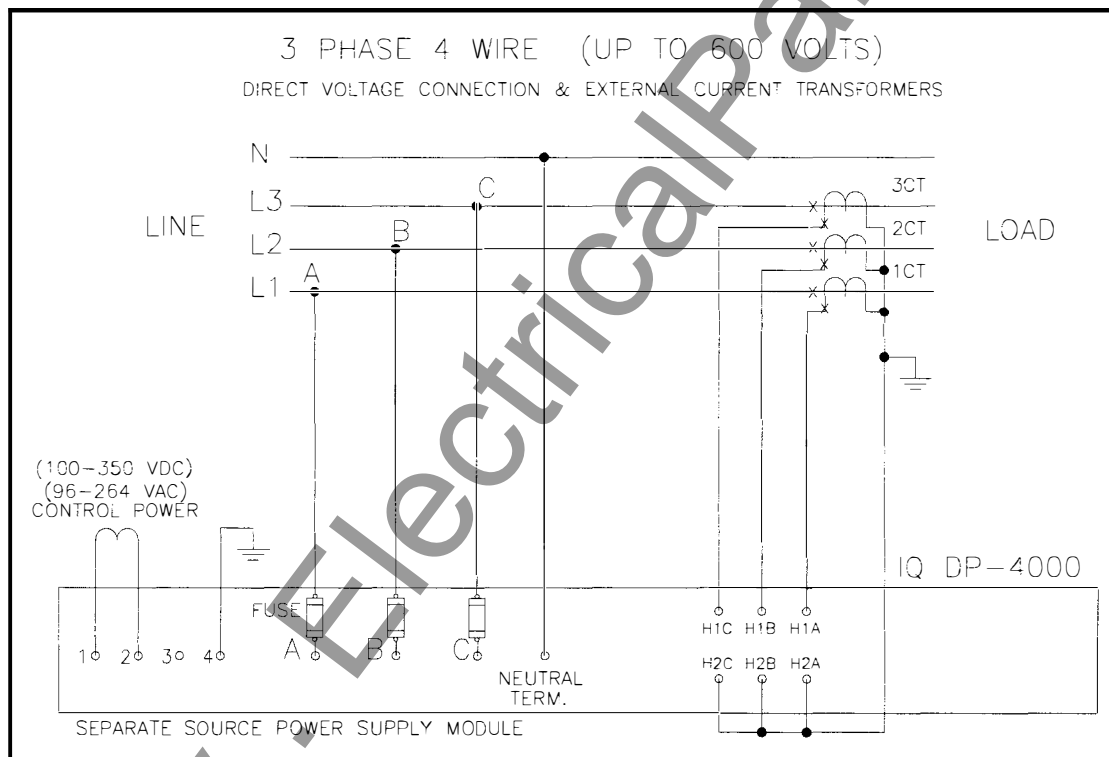 3 PHASE 4 WIRE (UP TO 600 VOLTS)
DIRECT VOLTAGE CONNECTION & EXTERNAL CURRENT TRANSFORMERS
N
L3
C
3CT
LINE
LOAD
L2
B
2CT
L1
A
1CT
(100-350 VDC)
(96-264 VAC)
CONTROL POWER
IQ DP-4000
FUSE
H1C H1B H1A
1 2 3 4 A B C
H2C H2B H2A
NEUTRAL
TERM.
SEPARATE SOURCE POWER SUPPLY MODULE
ElectricalPar